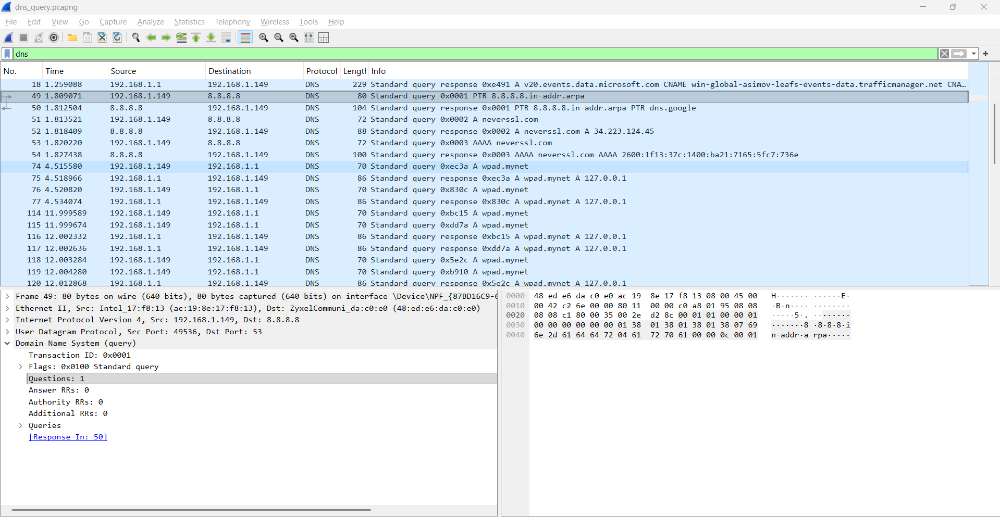 dns_query.pcapng
File Edit View Go Capture Analyze Statistics Telephony Wireless Tools Help
dns
No. Time Source Destination Protocol Length Info
18 1.259088 192.168.1.1 192.168.1.149 DNS 229 Standard query response 0xe491 A v20.events.data.microsoft.com CNAME win-global-asimov-leafs-events-data.trafficmanager.net CNA…
49 1.809071 192.168.1.149 8.8.8.8 DNS 80 Standard query 0x0001 PTR 8.8.8.8.in-addr.arpa
50 1.812504 8.8.8.8 192.168.1.149 DNS 104 Standard query response 0x0001 PTR 8.8.8.8.in-addr.arpa PTR dns.google
51 1.813521 192.168.1.149 8.8.8.8 DNS 72 Standard query 0x0002 A neverssl.com
52 1.818409 8.8.8.8 192.168.1.149 DNS 88 Standard query response 0x0002 A neverssl.com A 34.223.124.45
53 1.820220 192.168.1.149 8.8.8.8 DNS 72 Standard query 0x0003 AAAA neverssl.com
54 1.827438 8.8.8.8 192.168.1.149 DNS 100 Standard query response 0x0003 AAAA neverssl.com AAAA 2600:1f13:37c:1400:ba21:7165:5fc7:736e
74 4.515580 192.168.1.149 192.168.1.1 DNS 70 Standard query 0xec3a A wpad.mynet
75 4.518966 192.168.1.1 192.168.1.149 DNS 86 Standard query response 0xec3a A wpad.mynet A 127.0.0.1
76 4.520820 192.168.1.149 192.168.1.1 DNS 70 Standard query 0x830c A wpad.mynet
77 4.534074 192.168.1.1 192.168.1.149 DNS 86 Standard query response 0x830c A wpad.mynet A 127.0.0.1
114 11.999589 192.168.1.149 192.168.1.1 DNS 70 Standard query 0xbc15 A wpad.mynet
115 11.999674 192.168.1.149 192.168.1.1 DNS 70 Standard query 0xdd7a A wpad.mynet
116 12.002332 192.168.1.1 192.168.1.149 DNS 86 Standard query response 0xbc15 A wpad.mynet A 127.0.0.1
117 12.002636 192.168.1.1 192.168.1.149 DNS 86 Standard query response 0xdd7a A wpad.mynet A 127.0.0.1
118 12.003284 192.168.1.149 192.168.1.1 DNS 70 Standard query 0x5e2c A wpad.mynet
119 12.004280 192.168.1.149 192.168.1.1 DNS 70 Standard query 0xb910 A wpad.mynet
120 12.012868 192.168.1.1 192.168.1.149 DNS 86 Standard query response 0x5e2c A wpad.mynet A 127.0.0.1
Frame 49: 80 bytes on wire (640 bits), 80 bytes captured (640 bits) on interface \Device\NPF_{87BD16C9-6
Ethernet II, Src: Intel_17:f8:13 (ac:19:8e:17:f8:13), Dst: ZyxelCommuni_da:c0:e0 (48:ed:e6:da:c0:e0)
Internet Protocol Version 4, Src: 192.168.1.149, Dst: 8.8.8.8
User Datagram Protocol, Src Port: 49536, Dst Port: 53
Domain Name System (query)
Transaction ID: 0x0001
Flags: 0x0100 Standard query
Questions: 1
Answer RRs: 0
Authority RRs: 0
Additional RRs: 0
Queries
[Response In: 50]
0000 48 ed e6 da c0 e0 ac 19 8e 17 f8 13 08 00 45 00 H······· ······E·
0010 00 42 c2 6e 00 00 80 11 00 00 c0 a8 01 95 08 08 ·B·n···· ········
0020 08 08 c1 80 00 35 00 2e d2 8c 00 01 01 00 00 01 ·····5·. ········
0030 00 00 00 00 00 00 01 38 01 38 01 38 01 38 07 69 ·······8 ·8·8·8·i
0040 6e 2d 61 64 64 72 04 61 72 70 61 00 00 0c 00 01 n-addr·a rpa·····